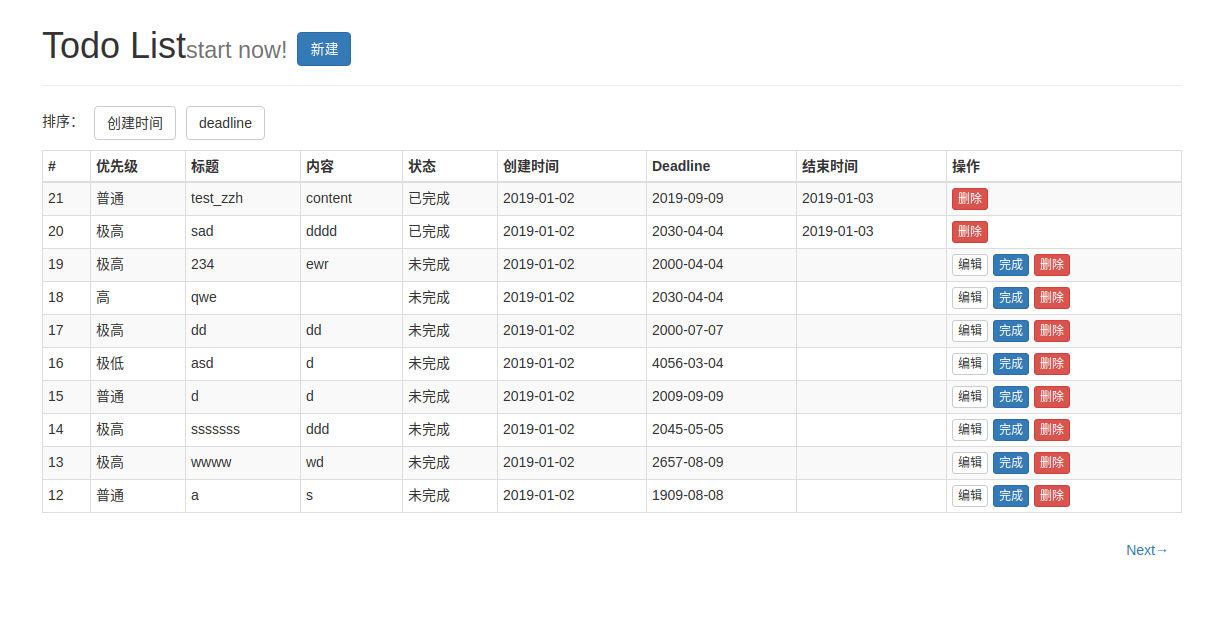 Todo Liststart now! 新建
排序： 创建时间 deadline
# 优先级 标题 内容 状态 创建时间 Deadline 结束时间 操作
21 普通 test_zzh content 已完成 2019-01-02 2019-09-09 2019-01-03 删除
20 极高 sad dddd 已完成 2019-01-02 2030-04-04 2019-01-03 删除
19 极高 234 ewr 未完成 2019-01-02 2000-04-04 编辑 完成 删除
18 高 qwe 未完成 2019-01-02 2030-04-04 编辑 完成 删除
17 极高 dd dd 未完成 2019-01-02 2000-07-07 编辑 完成 删除
16 极低 asd d 未完成 2019-01-02 4056-03-04 编辑 完成 删除
15 普通 d d 未完成 2019-01-02 2009-09-09 编辑 完成 删除
14 极高 sssssss ddd 未完成 2019-01-02 2045-05-05 编辑 完成 删除
13 极高 wwww wd 未完成 2019-01-02 2657-08-09 编辑 完成 删除
12 普通 a s 未完成 2019-01-02 1909-08-08 编辑 完成 删除
Next→